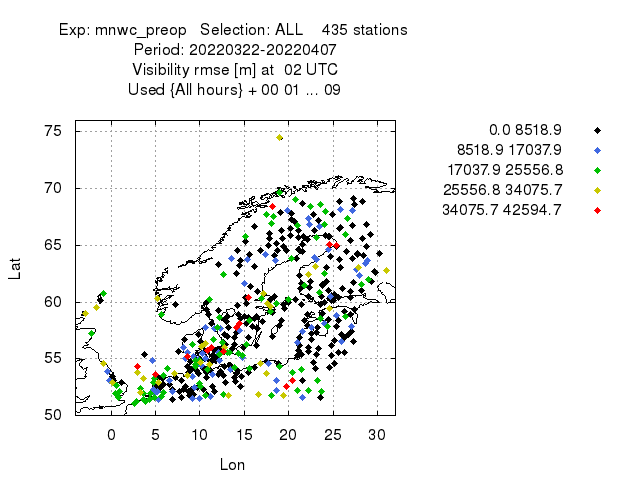 Exp: mnwc_preop Selection: ALL 435 stations
Period: 20220322-20220407
Visibility rmse [m] at 02 UTC
Used {All hours} + 00 01 ... 09
0.0 8518.9
8518.9 17037.9
17037.9 25556.8
25556.8 34075.7
34075.7 42594.7
75
70
65
60
55
50
Lat
0 5 10 15 20 25 30
Lon